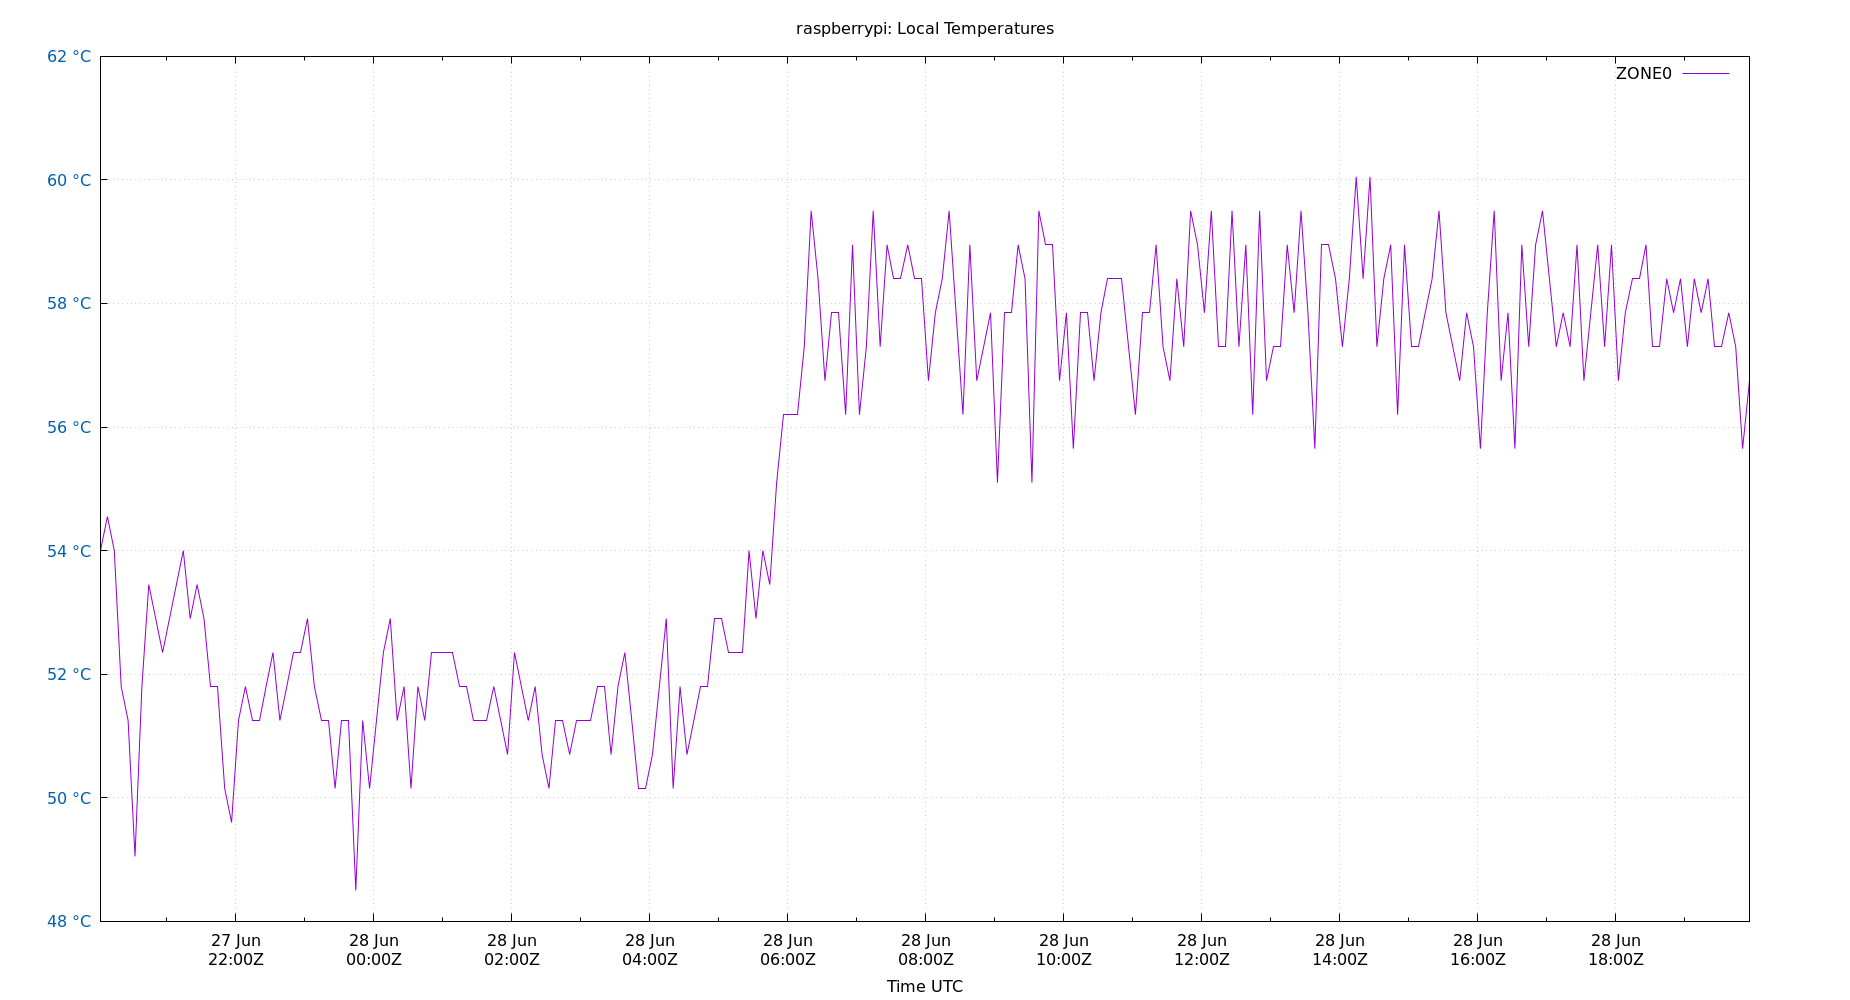 raspberrypi: Local Temperatures
ZONE0
62 °C
60 °C
58 °C
56 °C
54 °C
52 °C
50 °C
48 °C
27 Jun 28 Jun 28 Jun 28 Jun 28 Jun 28 Jun 28 Jun 28 Jun 28 Jun 28 Jun 28 Jun
22:00Z 00:00Z 02:00Z 04:00Z 06:00Z 08:00Z 10:00Z 12:00Z 14:00Z 16:00Z 18:00Z
Time UTC